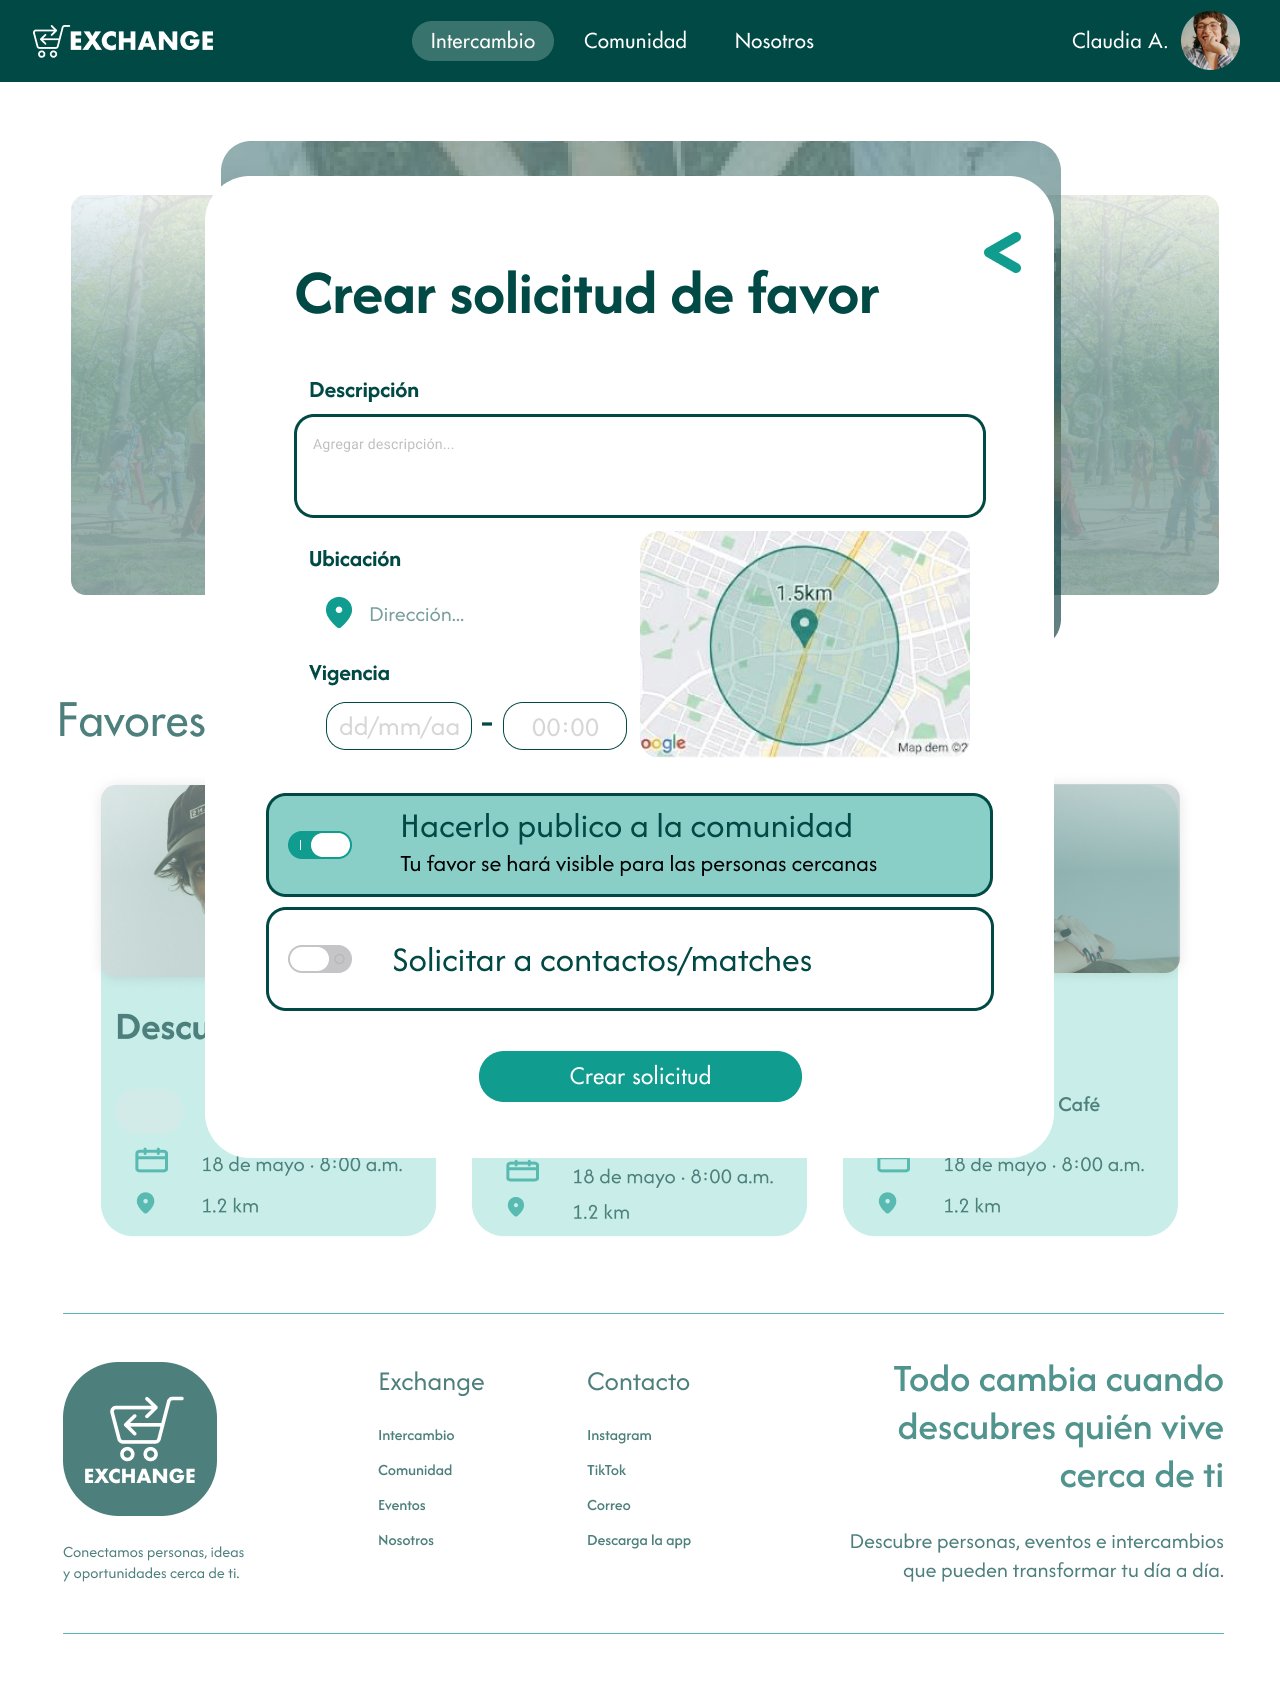 EXCHANGE
Intercambio
Comunidad
Nosotros
Claudia A.
Crear solicitud de favor
Descripción
Agregar descripción...
Ubicación
Dirección...
1.5km
Vigencia
dd/mm/aa - 00:00
oogle
Map dem ©2
Favores
Hacerlo publico a la comunidad
Tu favor se hará visible para las personas cercanas
Solicitar a contactos/matches
Crear solicitud
Descu
Café
18 de mayo · 8:00 a.m.
1.2 km
18 de mayo · 8:00 a.m.
1.2 km
18 de mayo · 8:00 a.m.
1.2 km
EXCHANGE
Conectamos personas, ideas
y oportunidades cerca de ti.
Exchange
Intercambio
Comunidad
Eventos
Nosotros
Contacto
Instagram
TikTok
Correo
Descarga la app
Todo cambia cuando
descubres quién vive
cerca de ti
Descubre personas, eventos e intercambios
que pueden transformar tu día a día.